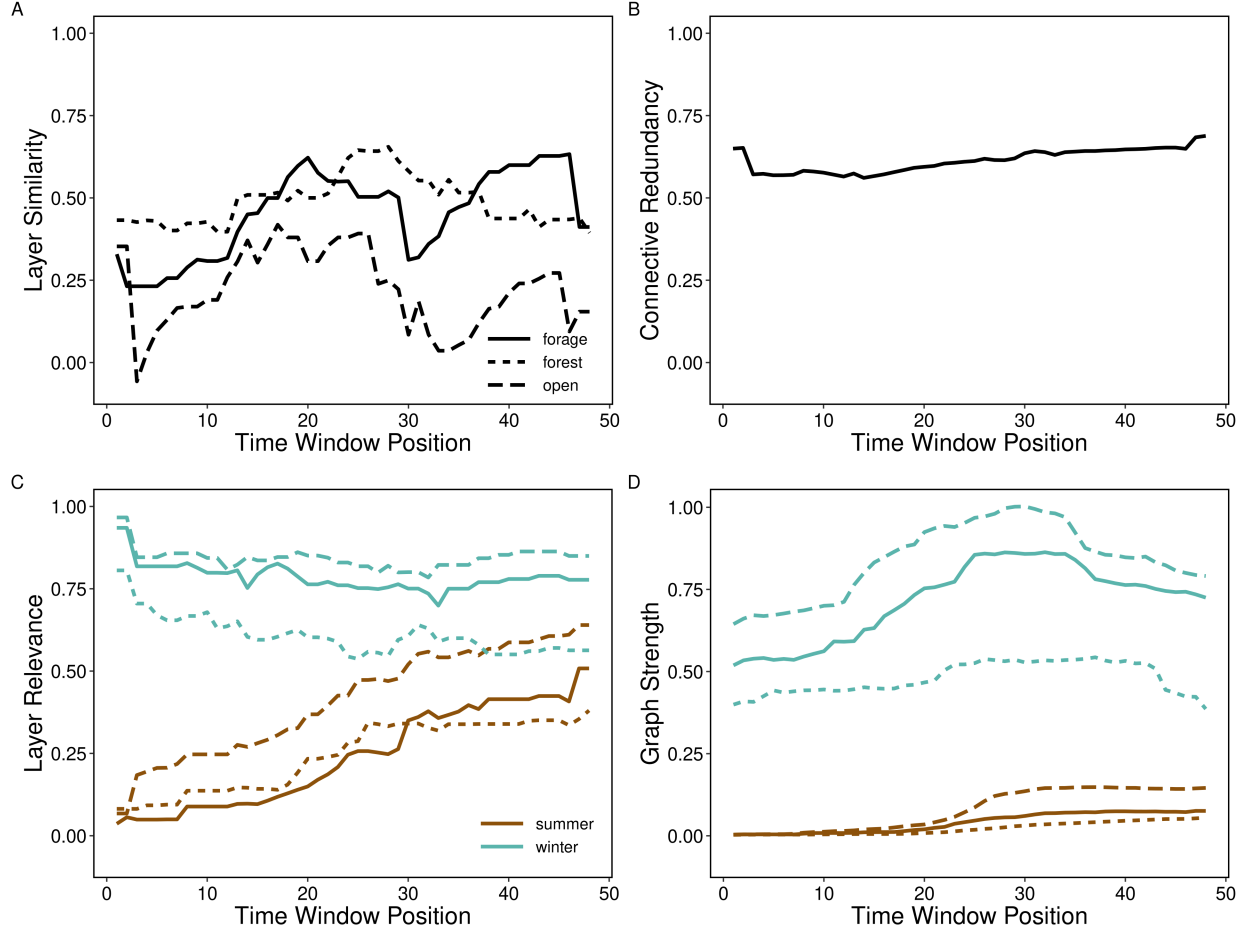 A
Layer Similarity
1.00
0.75
0.50
0.25
0.00
forage
forest
open
0 10 20 30 40 50
Time Window Position
B
Connective Redundancy
1.00
0.75
0.50
0.25
0.00
0 10 20 30 40 50
Time Window Position
C
Layer Relevance
1.00
0.75
0.50
0.25
0.00
summer
winter
0 10 20 30 40 50
Time Window Position
D
Graph Strength
1.00
0.75
0.50
0.25
0.00
0 10 20 30 40 50
Time Window Position